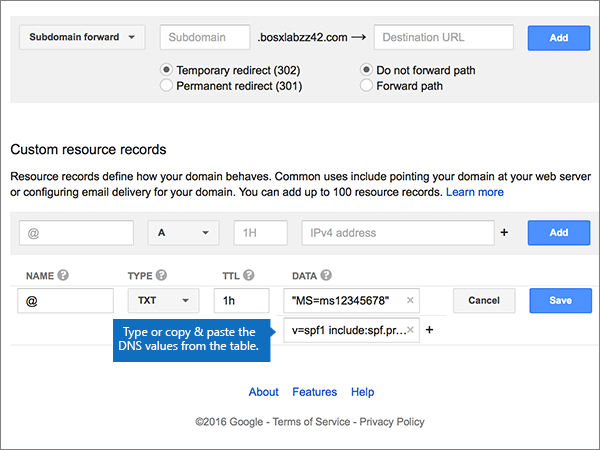 Subdomain forward Subdomain .bosxlabzz42.com → Destination URL Add
Temporary redirect (302) Do not forward path
Permanent redirect (301) Forward path
Custom resource records
Resource records define how your domain behaves. Common uses include pointing your domain at your web server
or configuring email delivery for your domain. You can add up to 100 resource records. Learn more
@ A 1H IPv4 address + Add
NAME ? TYPE ? TTL ? DATA ?
@ TXT 1h "MS=ms12345678" × Cancel Save
Type or copy & paste the
DNS values from the table.
v=spf1 include:spf.pr... × +
About Features Help
©2016 Google - Terms of Service - Privacy Policy